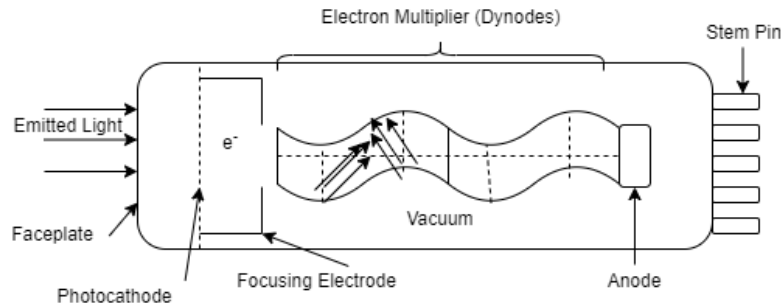 Electron Multiplier (Dynodes)
Stem Pin
Emitted Light
e-
Faceplate
Vacuum
Photocathode
Focusing Electrode
Anode